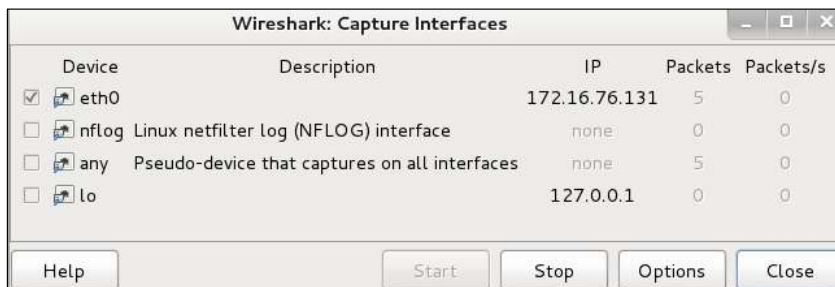 Wireshark: Capture Interfaces
Device Description IP Packets Packets/s
eth0 172.16.76.131 5 0
nflog Linux netfilter log (NFLOG) interface none 0 0
any Pseudo-device that captures on all interfaces none 5 0
lo 127.0.0.1 0 0
Help Start Stop Options Close